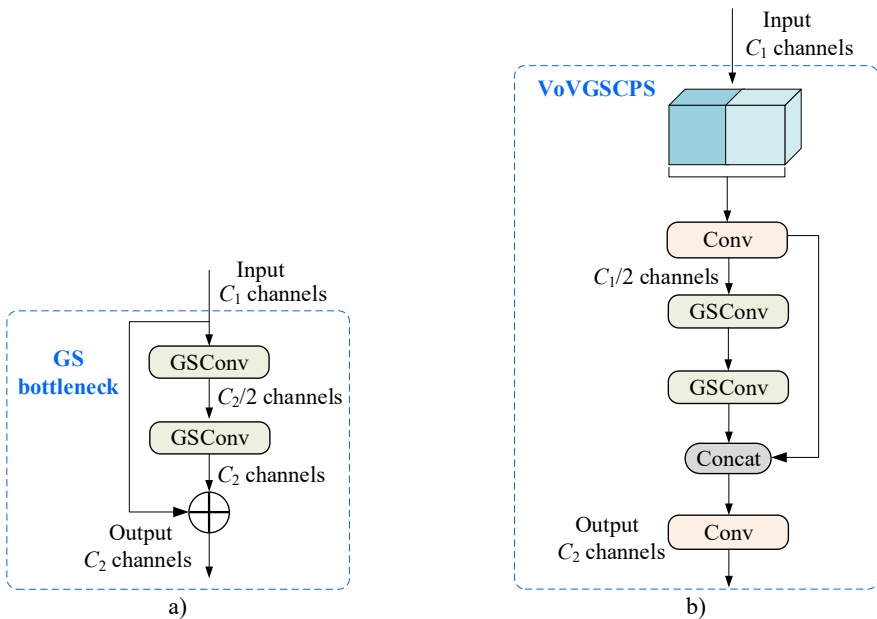 Input
C₁ channels
GS
bottleneck
GSConv
C₂/2 channels
GSConv
C₂ channels
Output
C₂ channels
a)
Input
C₁ channels
VoVGSCPS
Conv
C₁/2 channels
GSConv
GSConv
Concat
Output
C₂ channels
Conv
b)